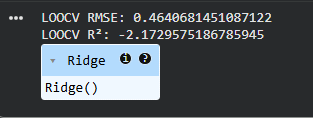 LOOCV RMSE: 0.4640681451087122
LOOCV R²: -2.1729575186785945
Ridge i ?
Ridge()